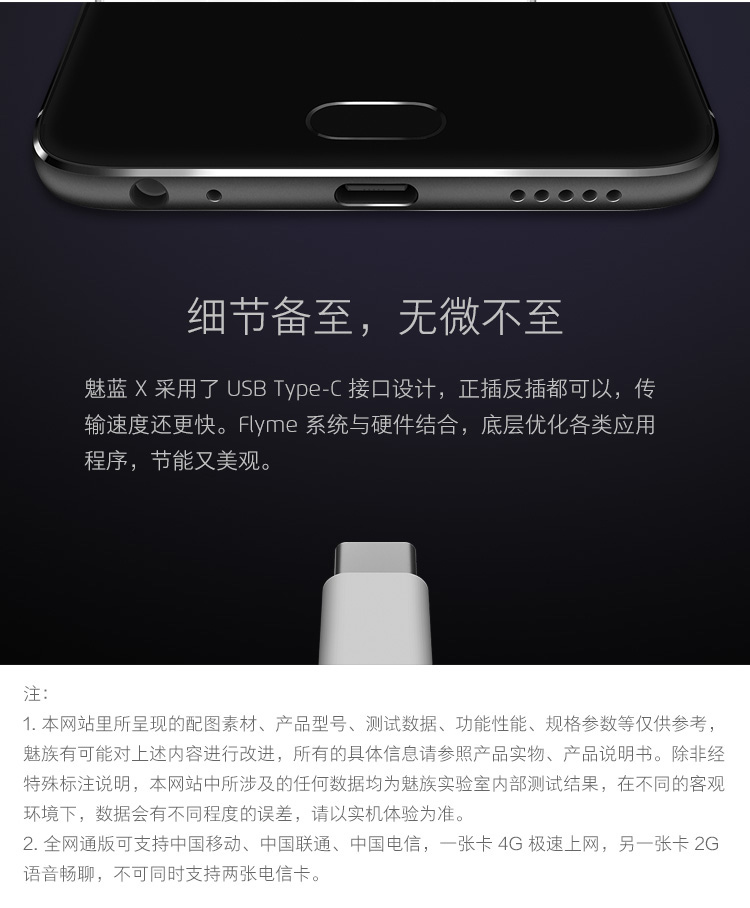 细节备至，无微不至
魅蓝 X 采用了 USB Type-C 接口设计，正插反插都可以，传
输速度还更快。Flyme 系统与硬件结合，底层优化各类应用
程序，节能又美观。
注：
1. 本网站里所呈现的配图素材、产品型号、测试数据、功能性能、规格参数等仅供参考，
魅族有可能对上述内容进行改进，所有的具体信息请参照产品实物、产品说明书。除非经
特殊标注说明，本网站中所涉及的任何数据均为魅族实验室内部测试结果，在不同的客观
环境下，数据会有不同程度的误差，请以实机体验为准。
2. 全网通版可支持中国移动、中国联通、中国电信，一张卡 4G 极速上网，另一张卡 2G
语音畅聊，不可同时支持两张电信卡。